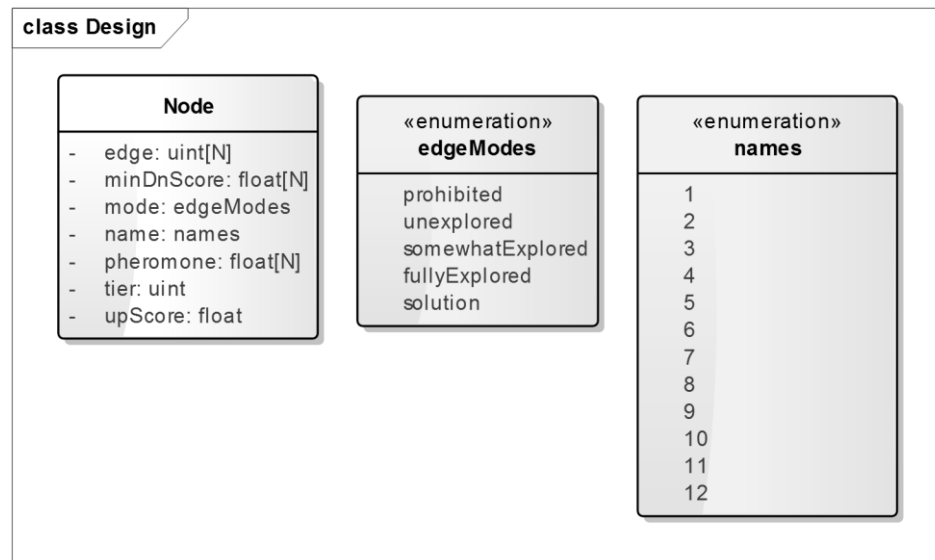 class Design
Node
- edge: uint[N]
- minDnScore: float[N]
- mode: edgeModes
- name: names
- pheromone: float[N]
- tier: uint
- upScore: float
«enumeration»
edgeModes
prohibited
unexplored
somewhatExplored
fullyExplored
solution
«enumeration»
names
1
2
3
4
5
6
7
8
9
10
11
12